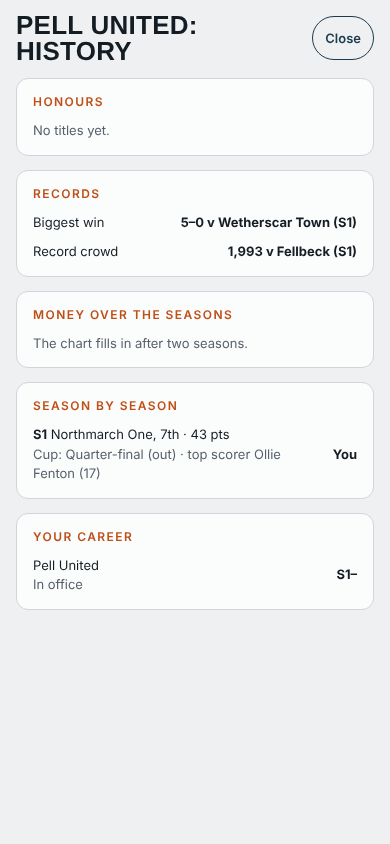 PELL UNITED:
HISTORY
Close
HONOURS
No titles yet.
RECORDS
Biggest win 5–0 v Wetherscar Town (S1)
Record crowd 1,993 v Fellbeck (S1)
MONEY OVER THE SEASONS
The chart fills in after two seasons.
SEASON BY SEASON
S1 Northmarch One, 7th · 43 pts
Cup: Quarter-final (out) · top scorer Ollie
Fenton (17)
You
YOUR CAREER
Pell United
In office
S1–